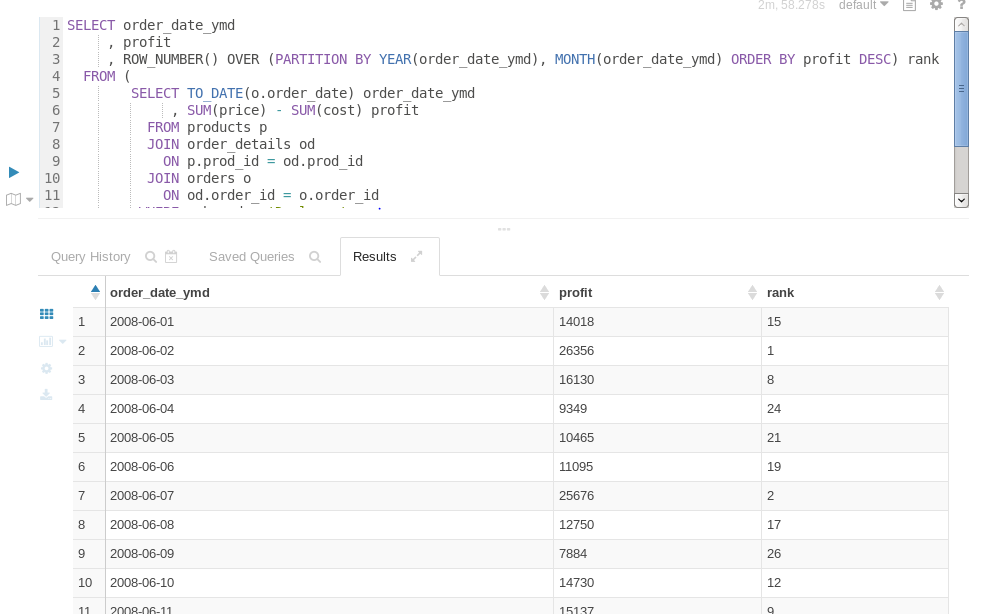 2m, 58.278s default ?
1 SELECT order_date_ymd
2 , profit
3 , ROW_NUMBER() OVER (PARTITION BY YEAR(order_date_ymd), MONTH(order_date_ymd) ORDER BY profit DESC) rank
4 FROM (
5 SELECT TO_DATE(o.order_date) order_date_ymd
6 , SUM(price) - SUM(cost) profit
7 FROM products p
8 JOIN order_details od
9 ON p.prod_id = od.prod_id
10 JOIN orders o
11 ON od.order_id = o.order_id
Query History Saved Queries Results
order_date_ymd profit rank
1 2008-06-01 14018 15
2 2008-06-02 26356 1
3 2008-06-03 16130 8
4 2008-06-04 9349 24
5 2008-06-05 10465 21
6 2008-06-06 11095 19
7 2008-06-07 25676 2
8 2008-06-08 12750 17
9 2008-06-09 7884 26
10 2008-06-10 14730 12
11 2008-06-11 15137 9